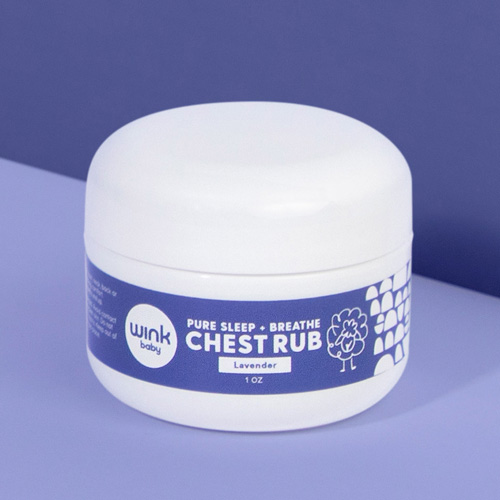 wink
baby
PURE SLEEP + BREATHE
CHEST RUB
Lavender
1 OZ